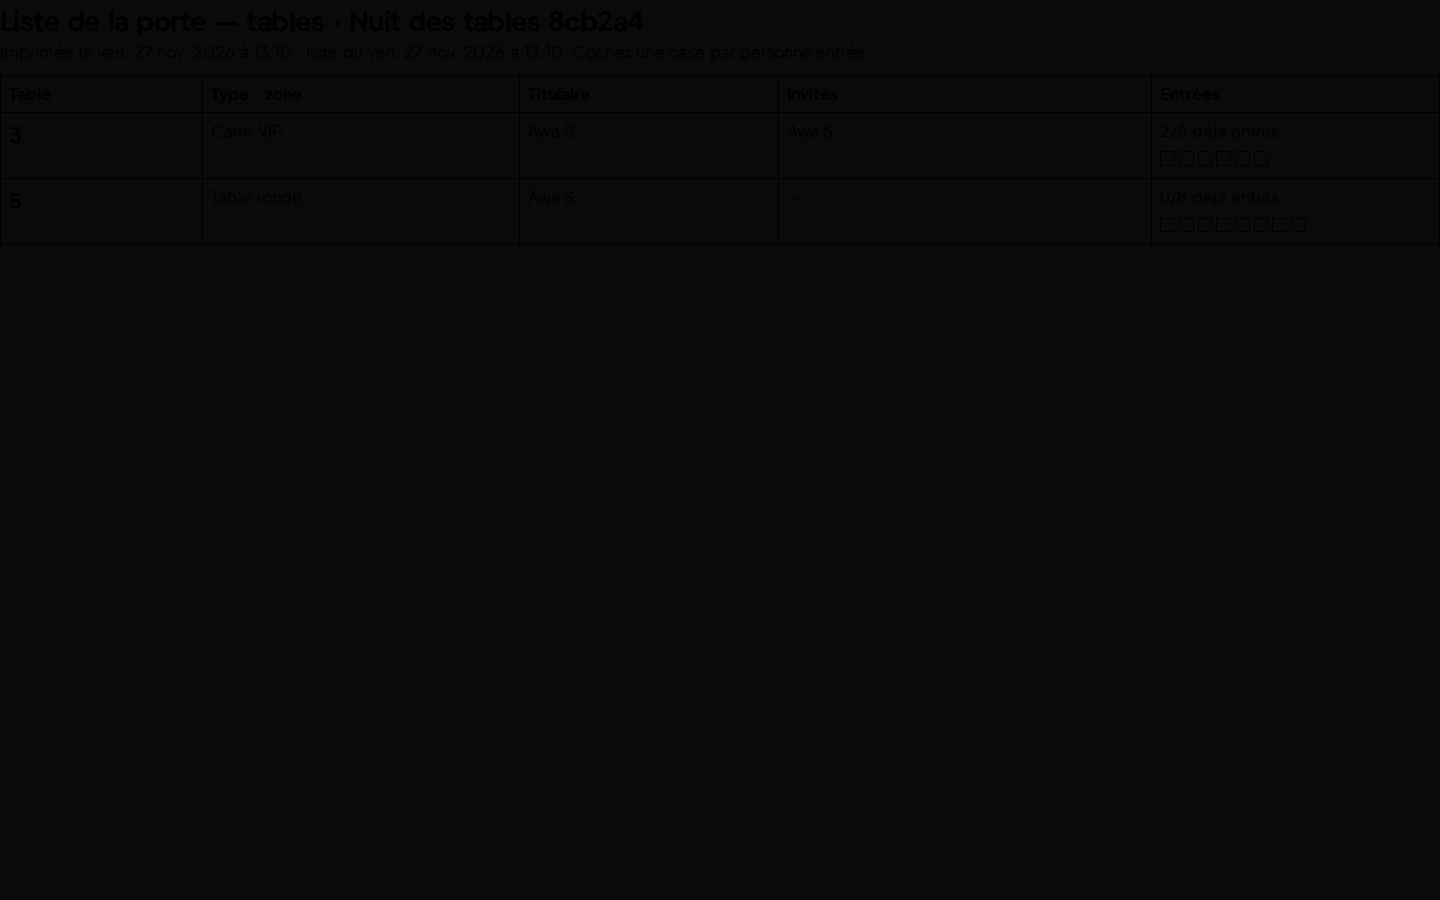 Liste de la porte — tables · Nuit des tables 8cb2a4
Imprimée le ven. 27 nov. 2026 à 13:10 · liste du ven. 27 nov. 2026 à 13:10. Cochez une case par personne entrée.
Table Type · zone Titulaire Invités Entrées
3 Carré VIP Awa S. Awa S. 2/6 déjà entrés
5 Table ronde Awa S. — 0/8 déjà entrés